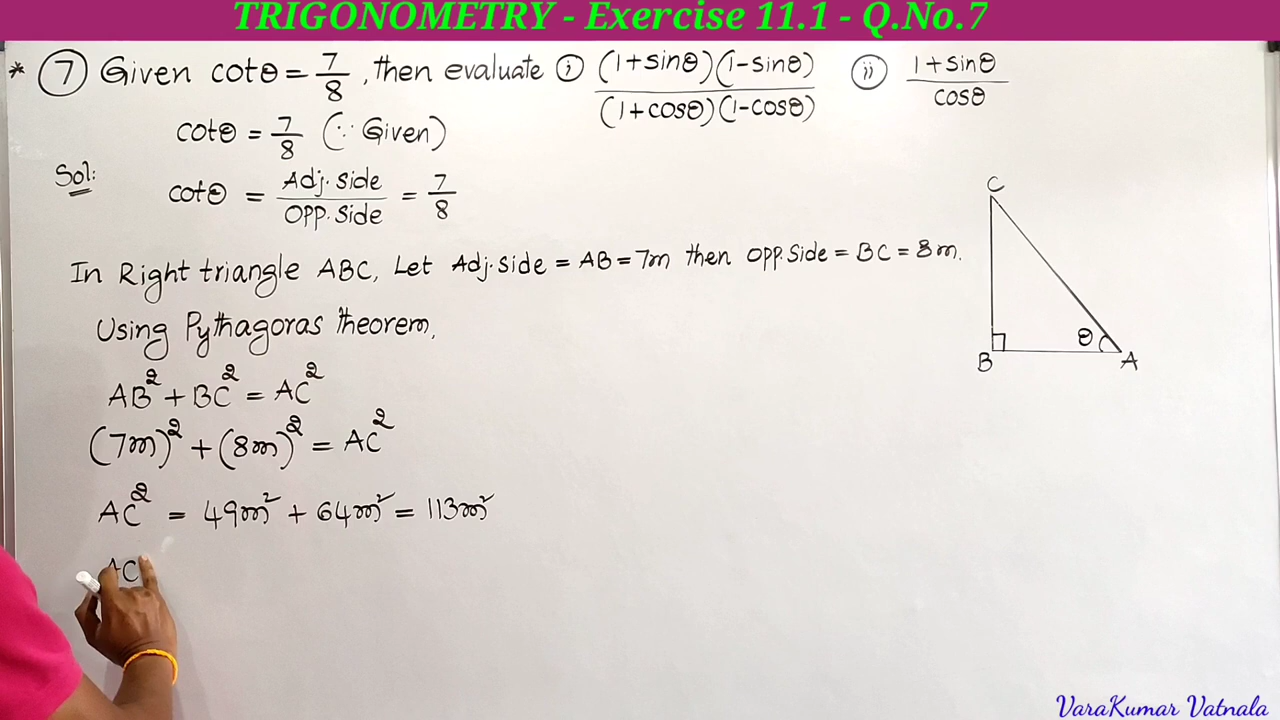 TRIGONOMETRY - Exercise 11.1 - Q.No.7
* 7 Given cotθ = 7/8, then evaluate (i) (1+sinθ)(1-sinθ)/(1+cosθ)(1-cosθ) (ii) 1+sinθ/cosθ
cotθ = 7/8 (∵ Given)
Sol:
cotθ = Adj.side/Opp.side = 7/8
In Right triangle ABC, Let Adj.side = AB = 7m then Opp.side = BC = 8m.
Using Pythagoras theorem,
AB² + BC² = AC²
(7m)² + (8m)² = AC²
AC² = 49m² + 64m² = 113m²
AC
C
θ
B A
VaraKumar Vatnala